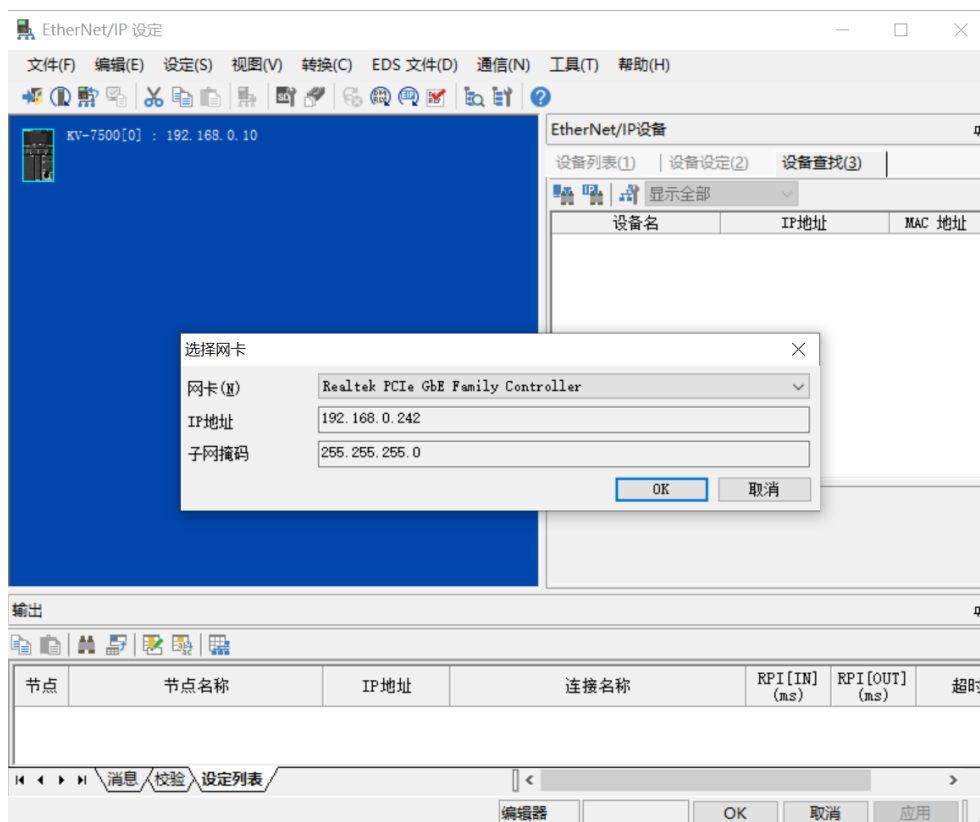 EtherNet/IP 设定
文件(F) 编辑(E) 设定(S) 视图(V) 转换(C) EDS 文件(D) 通信(N) 工具(T) 帮助(H)
KV-7500[0] : 192.168.0.10
EtherNet/IP设备
设备列表(1) 设备设定(2) 设备查找(3)
显示全部
设备名 IP地址 MAC 地址
选择网卡
网卡(N) Realtek PCIe GbE Family Controller
IP地址 192.168.0.242
子网掩码 255.255.255.0
OK 取消
输出
节点 节点名称 IP地址 连接名称 RPI[IN] (ms) RPI[OUT] (ms) 超时
消息 校验 设定列表
编辑器 OK 取消 应用